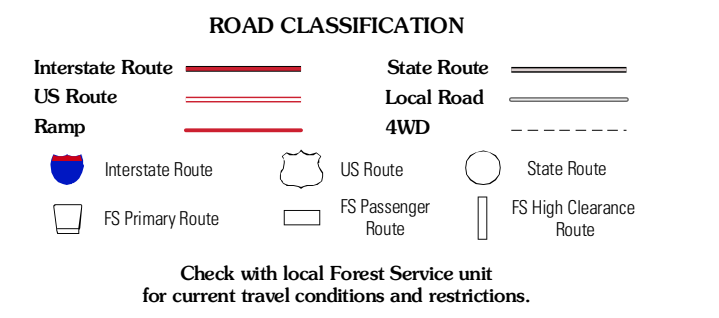 ROAD CLASSIFICATION
Interstate Route
State Route
US Route
Local Road
Ramp
4WD
Interstate Route
US Route
State Route
FS Primary Route
FS Passenger
Route
FS High Clearance
Route
Check with local Forest Service unit
for current travel conditions and restrictions.